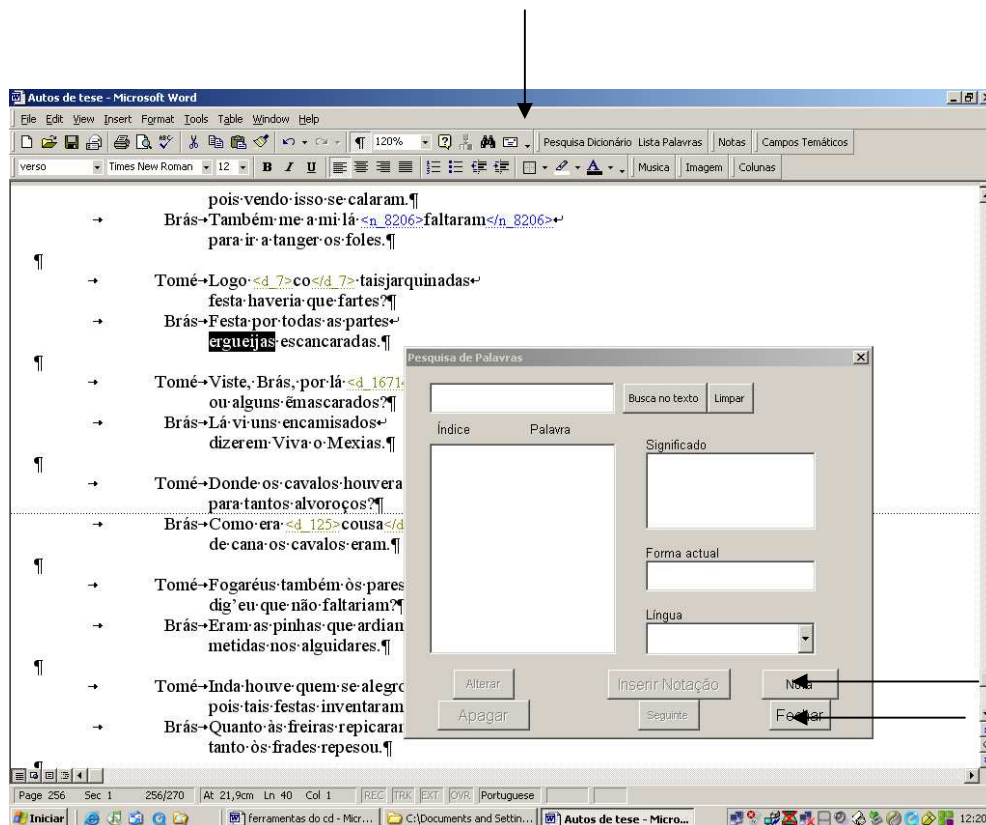 Autos de tese - Microsoft Word
File Edit View Insert Format Tools Table Window Help
120% Pesquisa Dicionário Lista Palavras Notas Campos Temáticos
verso Times New Roman 12 B I U A Musica Imagem Colunas
pois·vendo·isso·se·calaram.¶
→ Brás→Também·me·a·mi·lá·<n_8206>faltaram</n_8206>↵
para·ir·a·tanger·os·foles.¶
¶
→ Tomé→Logo·<d_7>co</d_7>·taisjarquinadas↵
festa·haveria·que·fartes?¶
→ Brás→Festa·por·todas·as·partes↵
ergueijas·escancaradas.¶
¶
→ Tomé→Viste,·Brás,·por·lá·<d_1671
ou·alguns·ẽmascarados?¶
→ Brás→Lá·vi·uns·encamisados↵
dizerem·Viva·o·Mexias.¶
¶
→ Tomé→Donde·os·cavalos·houvera
para·tantos·alvoroços?¶
→ Brás→Como·era·<d_125>cousa</d
de·cana·os·cavalos·eram.¶
¶
→ Tomé→Fogaréus·também·òs·pares
dig'eu·que·não·faltariam?¶
→ Brás→Eram·as·pinhas·que·ardian
metidas·nos·alguidares.¶
¶
→ Tomé→Inda·houve·quem·se·alegro
pois·tais·festas·inventaram
→ Brás→Quanto·às·freiras·repicarar
tanto·òs·frades·repesou.¶
¶
Pesquisa de Palavras
Busca no texto Limpar
Índice Palavra
Significado
Forma actual
Língua
Alterar Inserir Notação Nota
Apagar Seguinte Fechar
Page 256 Sec 1 256/270 At 21,9cm Ln 40 Col 1 REC TRK EXT OVR Portuguese
Iniciar ferramentas do cd - Micr... C:\Documents and Settin... Autos de tese - Micro... 12:20